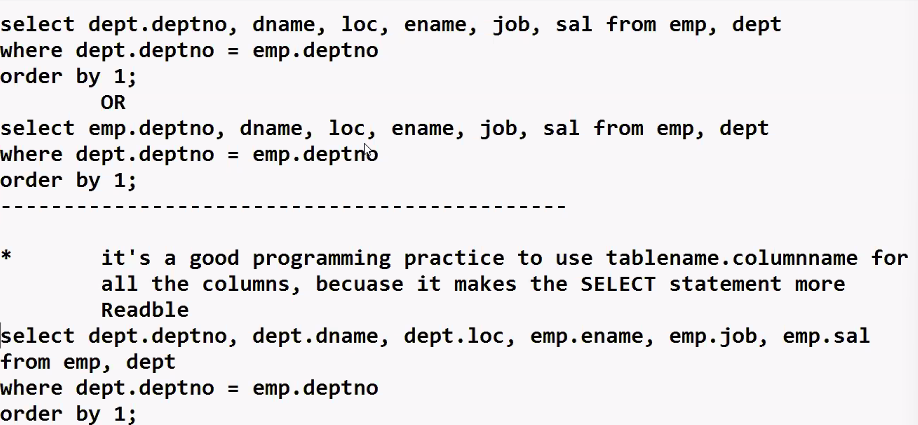 select dept.deptno, dname, loc, ename, job, sal from emp, dept
where dept.deptno = emp.deptno
order by 1;
OR
select emp.deptno, dname, loc, ename, job, sal from emp, dept
where dept.deptno = emp.deptno
order by 1;
---------------------------------------------
* it's a good programming practice to use tablename.columnname for
all the columns, becuase it makes the SELECT statement more
Readble
select dept.deptno, dept.dname, dept.loc, emp.ename, emp.job, emp.sal
from emp, dept
where dept.deptno = emp.deptno
order by 1;